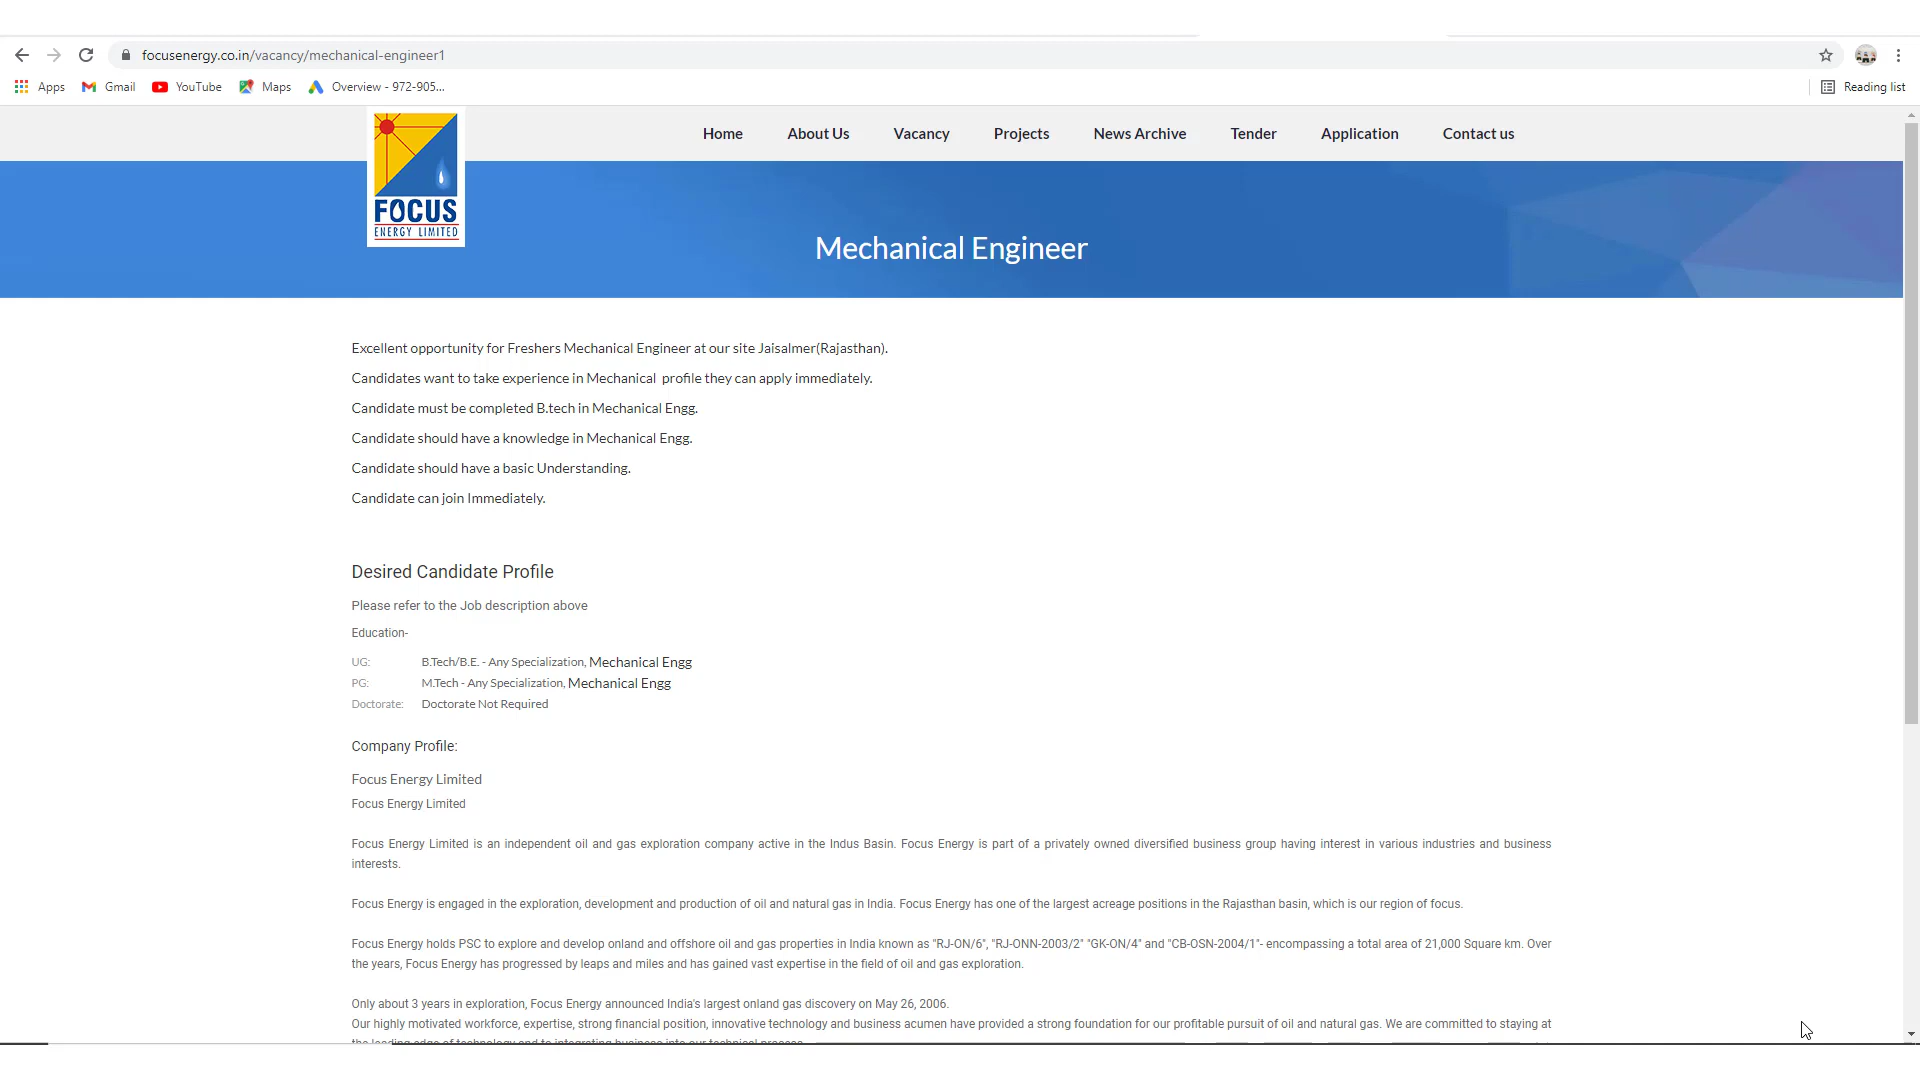 focusenergy.co.in/vacancy/mechanical-engineer1
Apps Gmail YouTube Maps Overview - 972-905... Reading list
FOCUS
ENERGY LIMITED
Home About Us Vacancy Projects News Archive Tender Application Contact us
Mechanical Engineer
Excellent opportunity for Freshers Mechanical Engineer at our site Jaisalmer(Rajasthan).
Candidates want to take experience in Mechanical profile they can apply immediately.
Candidate must be completed B.tech in Mechanical Engg.
Candidate should have a knowledge in Mechanical Engg.
Candidate should have a basic Understanding.
Candidate can join Immediately.
Desired Candidate Profile
Please refer to the Job description above
Education-
UG: B.Tech/B.E. - Any Specialization, Mechanical Engg
PG: M.Tech - Any Specialization, Mechanical Engg
Doctorate: Doctorate Not Required
Company Profile:
Focus Energy Limited
Focus Energy Limited
Focus Energy Limited is an independent oil and gas exploration company active in the Indus Basin. Focus Energy is part of a privately owned diversified business group having interest in various industries and business
interests.
Focus Energy is engaged in the exploration, development and production of oil and natural gas in India. Focus Energy has one of the largest acreage positions in the Rajasthan basin, which is our region of focus.
Focus Energy holds PSC to explore and develop onland and offshore oil and gas properties in India known as "RJ-ON/6", "RJ-ONN-2003/2" "GK-ON/4" and "CB-OSN-2004/1"- encompassing a total area of 21,000 Square km. Over
the years, Focus Energy has progressed by leaps and miles and has gained vast expertise in the field of oil and gas exploration.
Only about 3 years in exploration, Focus Energy announced India's largest onland gas discovery on May 26, 2006.
Our highly motivated workforce, expertise, strong financial position, innovative technology and business acumen have provided a strong foundation for our profitable pursuit of oil and natural gas. We are committed to staying at
the leading edge of technology and to integrating business into our technical process.